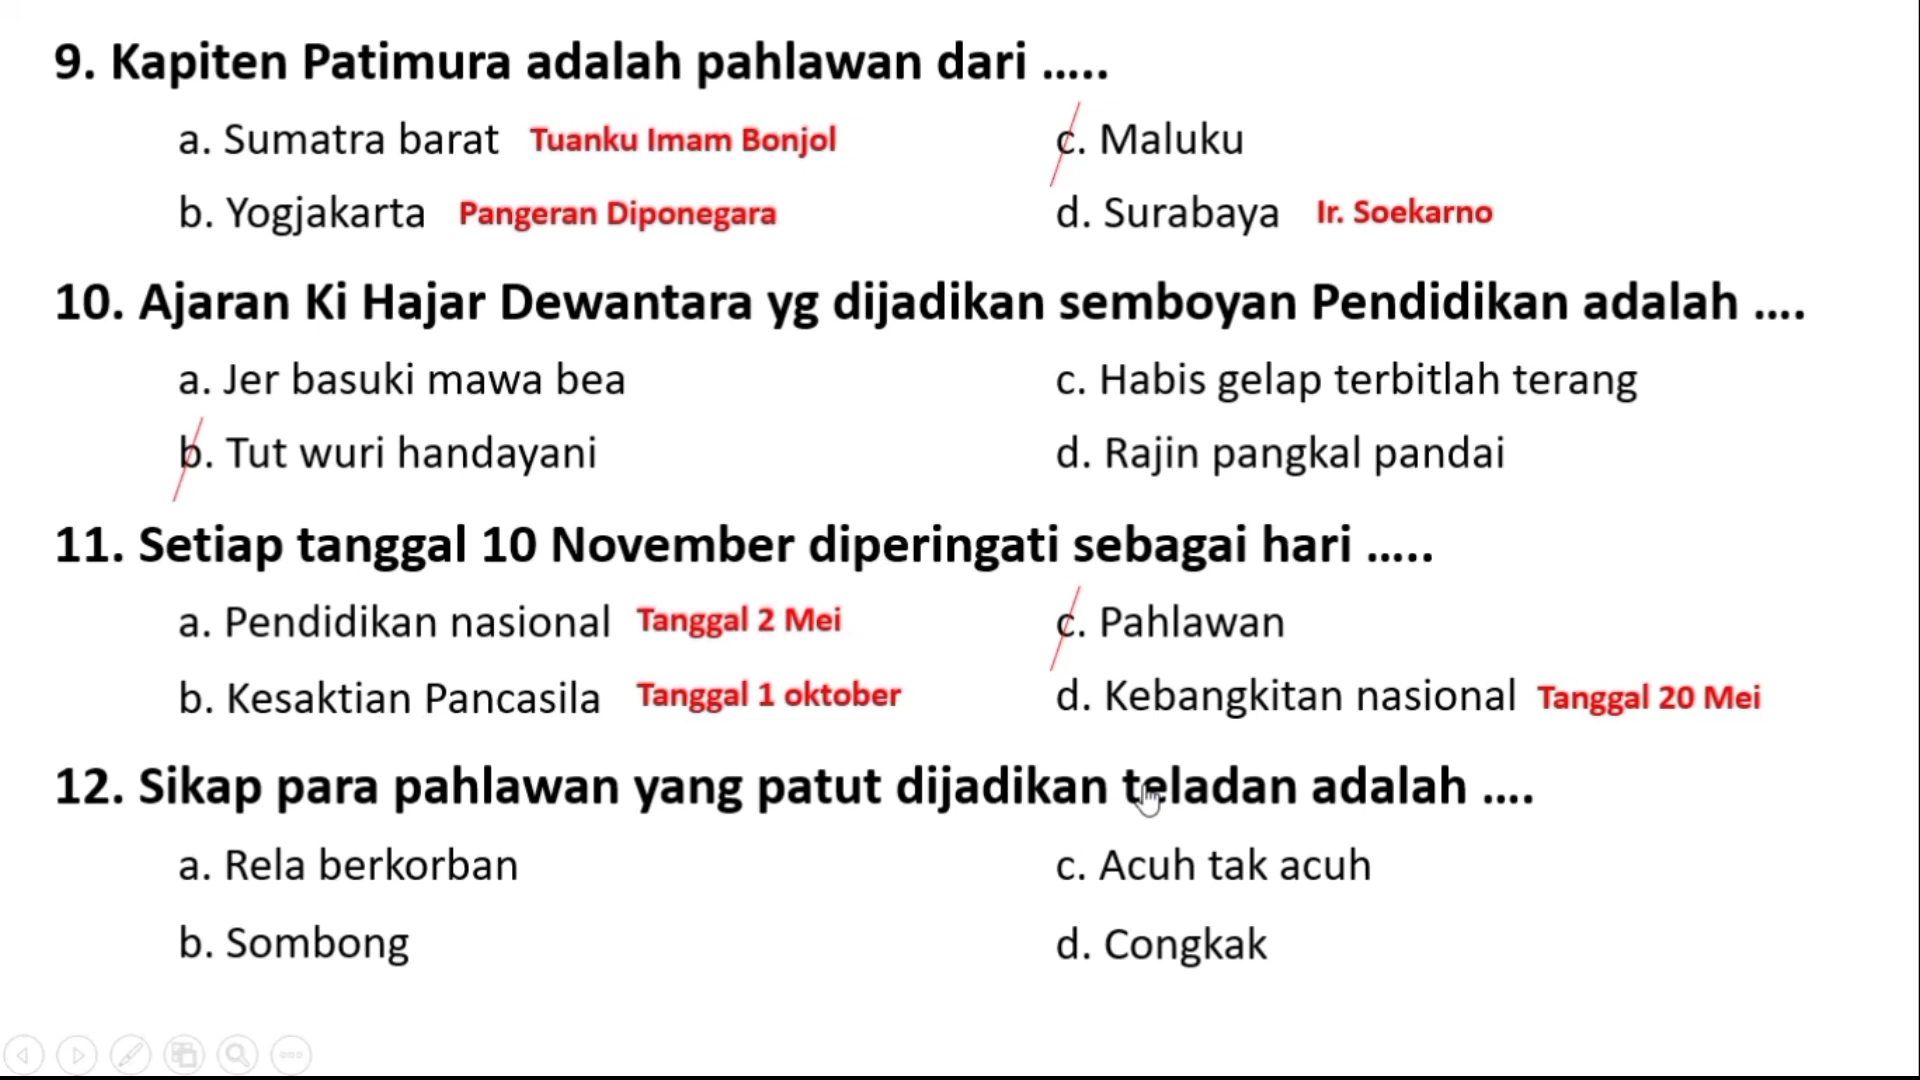 9. Kapiten Patimura adalah pahlawan dari .....
a. Sumatra barat Tuanku Imam Bonjol c. Maluku
b. Yogjakarta Pangeran Diponegara d. Surabaya Ir. Soekarno
10. Ajaran Ki Hajar Dewantara yg dijadikan semboyan Pendidikan adalah ....
a. Jer basuki mawa bea c. Habis gelap terbitlah terang
b. Tut wuri handayani d. Rajin pangkal pandai
11. Setiap tanggal 10 November diperingati sebagai hari .....
a. Pendidikan nasional Tanggal 2 Mei c. Pahlawan
b. Kesaktian Pancasila Tanggal 1 oktober d. Kebangkitan nasional Tanggal 20 Mei
12. Sikap para pahlawan yang patut dijadikan teladan adalah ....
a. Rela berkorban c. Acuh tak acuh
b. Sombong d. Congkak